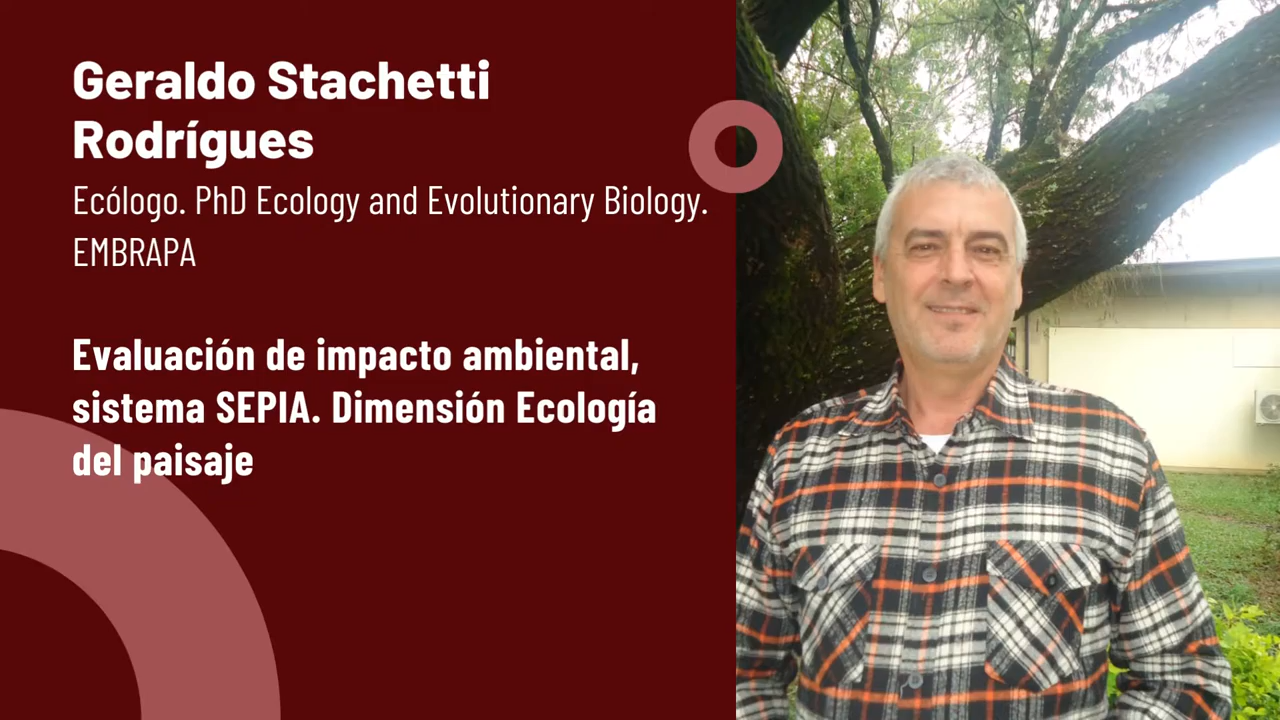 Geraldo Stachetti
Rodrígues
Ecólogo. PhD Ecology and Evolutionary Biology.
EMBRAPA
Evaluación de impacto ambiental,
sistema SEPIA. Dimensión Ecología
del paisaje